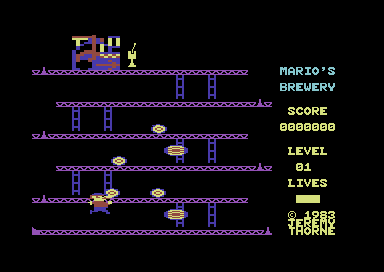 MARIO'S
BREWERY
SCORE
0000000
LEVEL
01
LIVES
© 1983
JEREMY
THORNE